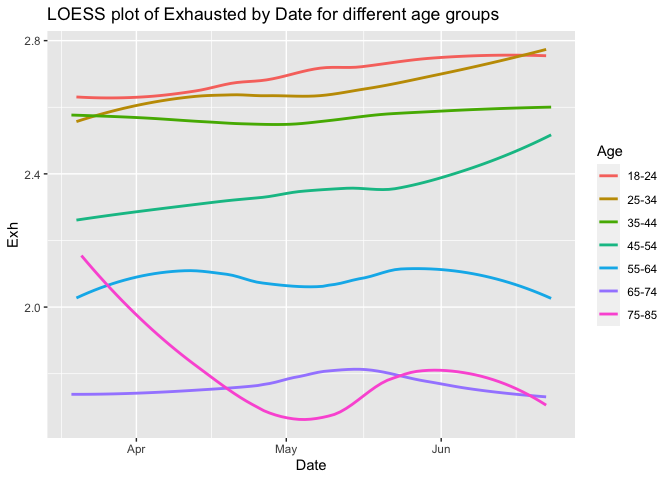 LOESS plot of Exhausted by Date for different age groups
2.8
2.4
2.0
Exh
Apr
May
Jun
Date
Age
18-24
25-34
35-44
45-54
55-64
65-74
75-85